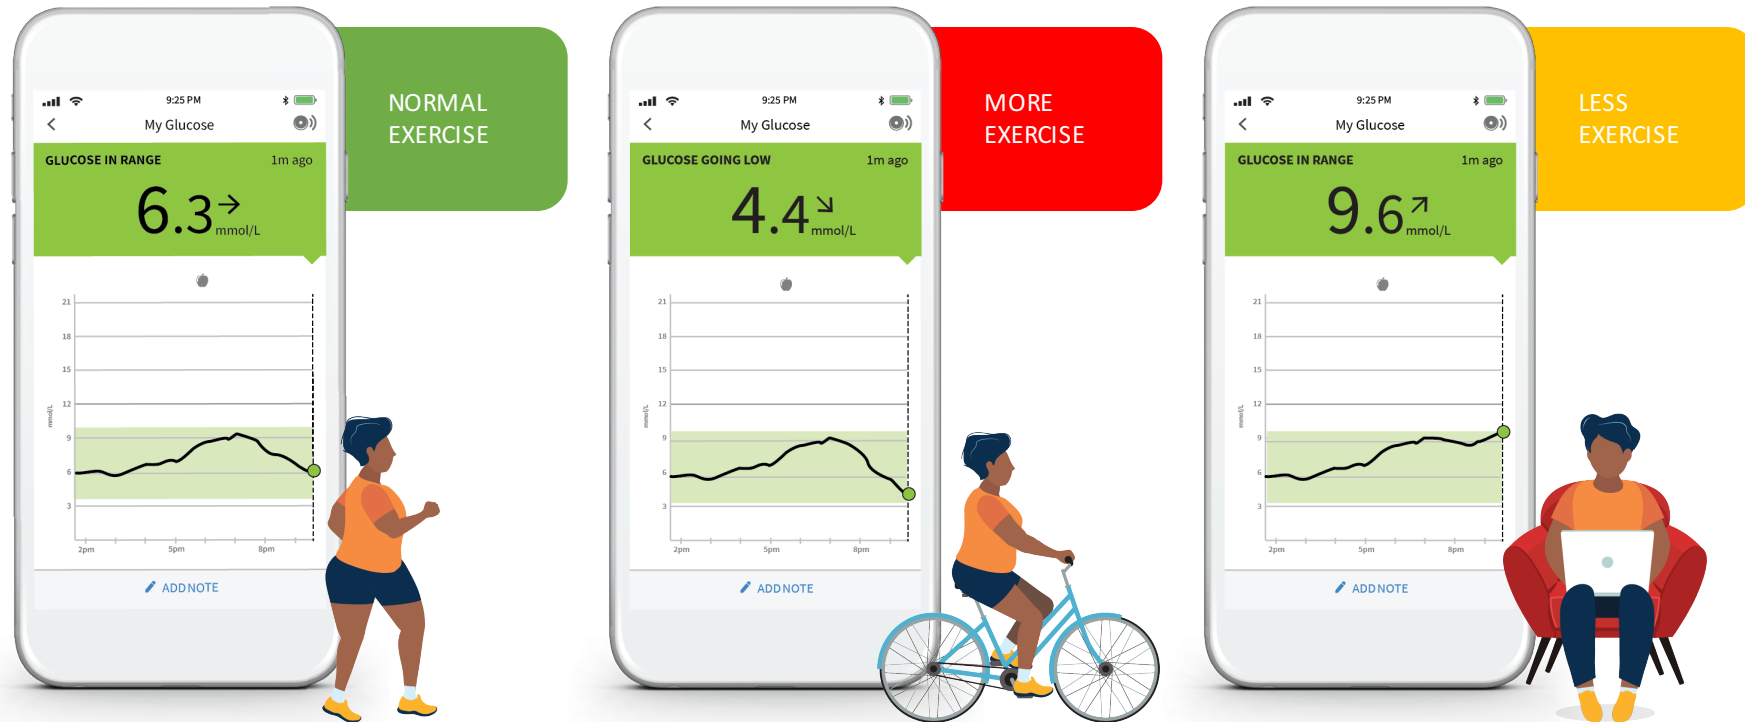 9:25 PM
My Glucose
GLUCOSE IN RANGE
1m ago
6.3
mmol/L
21
18
15
12
9
6
3
mmol/L
2pm
5pm
8pm
ADD NOTE
NORMAL
EXERCISE
9:25 PM
My Glucose
GLUCOSE GOING LOW
1m ago
4.4
mmol/L
21
18
15
12
9
6
3
mmol/L
2pm
5pm
8pm
ADD NOTE
MORE
EXERCISE
9:25 PM
My Glucose
GLUCOSE IN RANGE
1m ago
9.6
mmol/L
21
18
15
12
9
6
3
mmol/L
2pm
5pm
8pm
ADD NOTE
LESS
EXERCISE